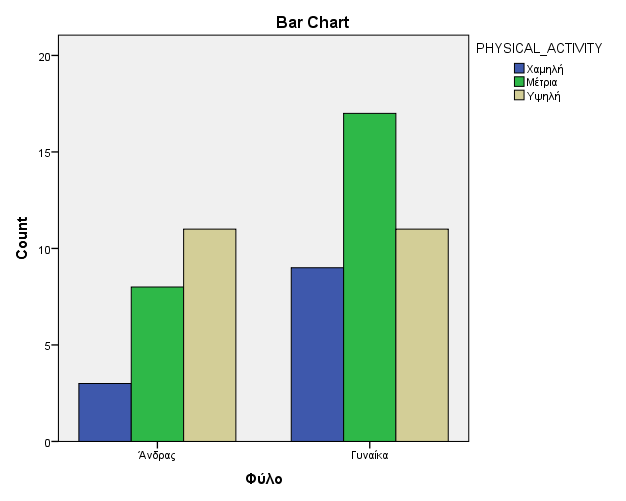 Bar Chart
PHYSICAL_ACTIVITY
Χαμηλή
Μέτρια
Υψηλή
20
15
10
5
0
Count
Άνδρας
Γυναίκα
Φύλο